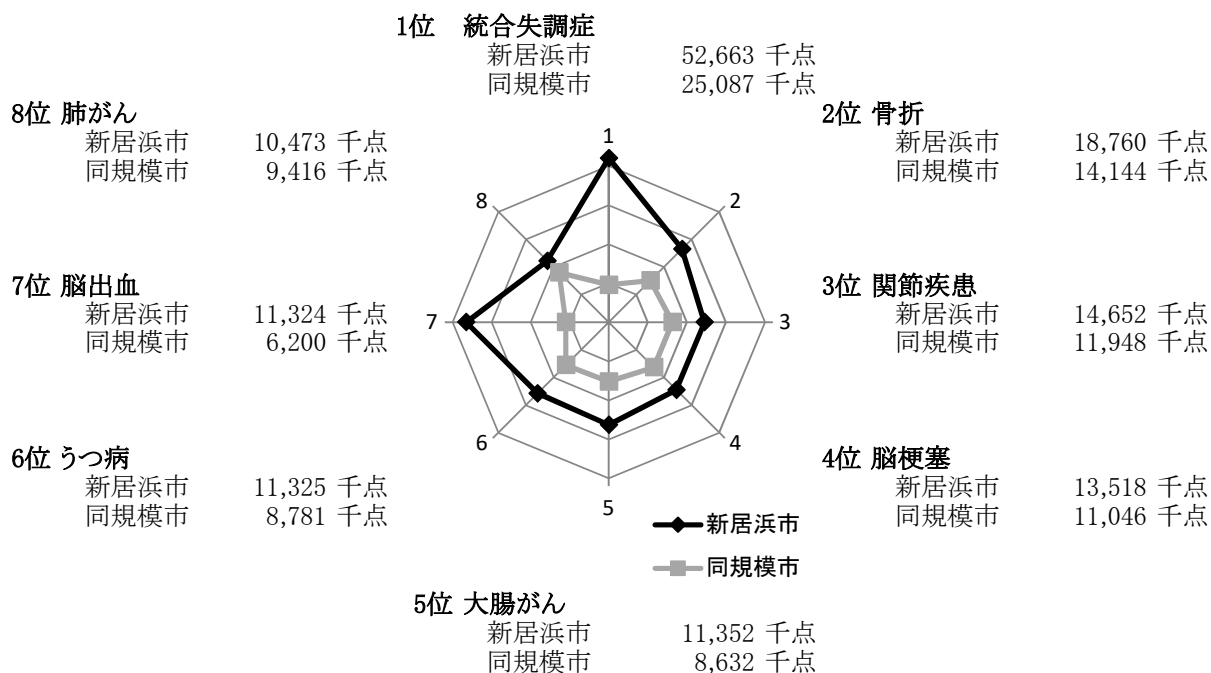 1位 統合失調症
新居浜市 52,663 千点
同規模市 25,087 千点
8位 肺がん
新居浜市 10,473 千点
同規模市 9,416 千点
2位 骨折
新居浜市 18,760 千点
同規模市 14,144 千点
7位 脳出血
新居浜市 11,324 千点
同規模市 6,200 千点
3位 関節疾患
新居浜市 14,652 千点
同規模市 11,948 千点
6位 うつ病
新居浜市 11,325 千点
同規模市 8,781 千点
4位 脳梗塞
新居浜市 13,518 千点
同規模市 11,046 千点
5位 大腸がん
新居浜市 11,352 千点
同規模市 8,632 千点
1
2
3
4
5
6
7
8
新居浜市
同規模市